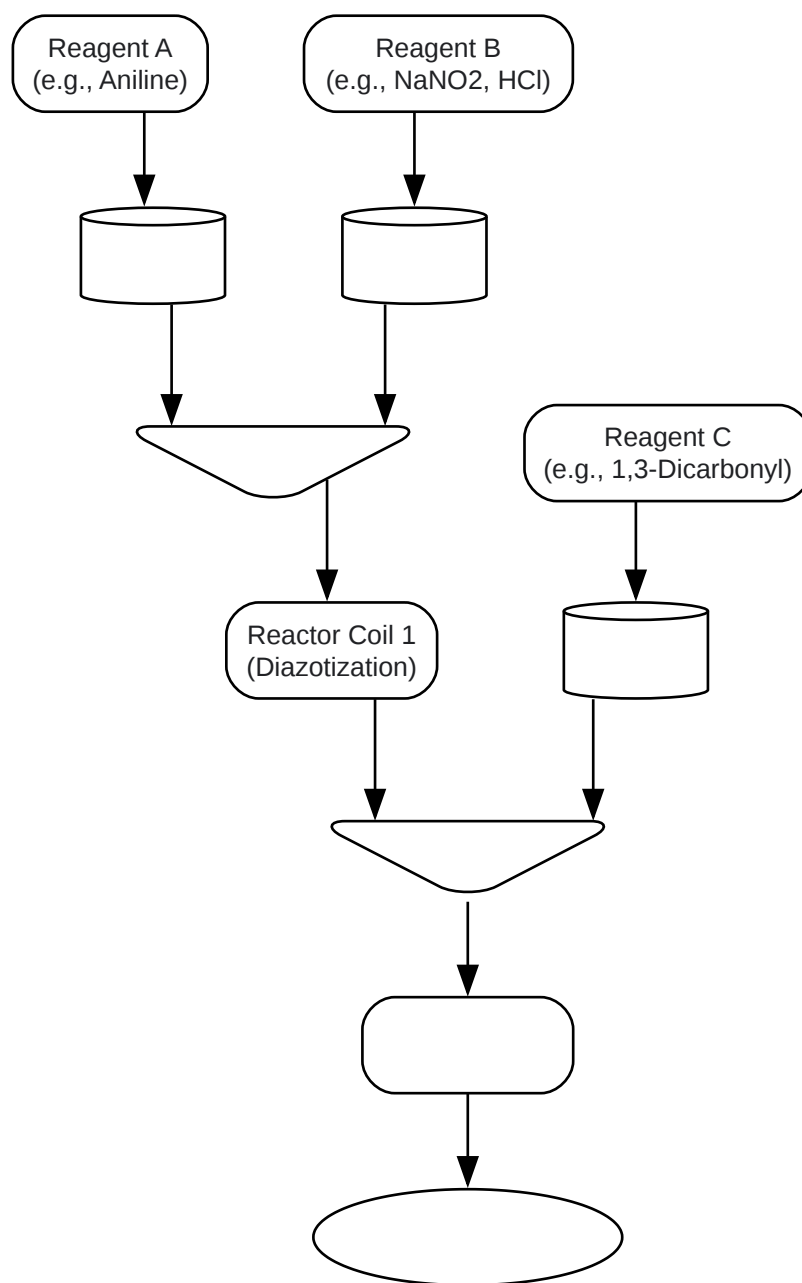 Reagent A
(e.g., Aniline)
Reagent B
(e.g., NaNO2, HCl)
Reagent C
(e.g., 1,3-Dicarbonyl)
Reactor Coil 1
(Diazotization)